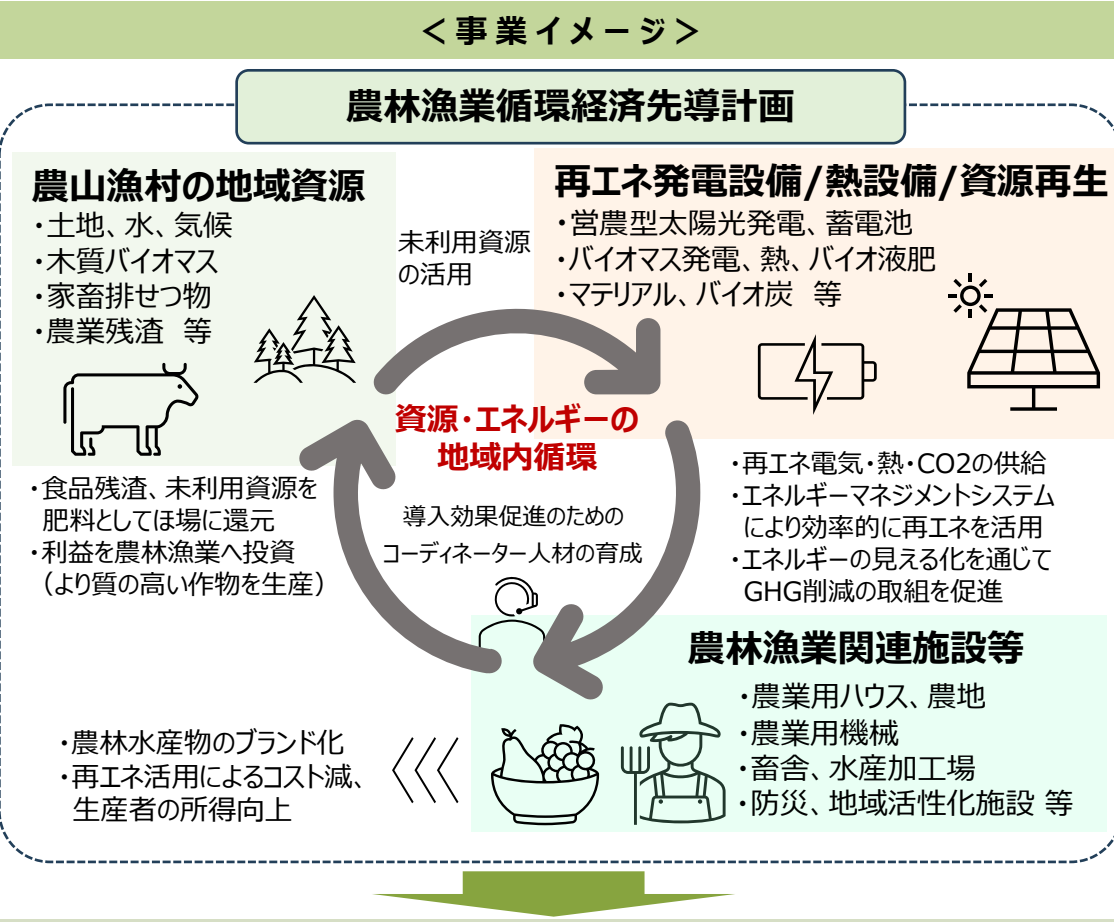 ＜事業イメージ＞
農林漁業循環経済先導計画
農山漁村の地域資源
・土地、水、気候
・木質バイオマス
・家畜排せつ物
・農業残渣 等
未利用資源
の活用
再エネ発電設備/熱設備/資源再生
・営農型太陽光発電、蓄電池
・バイオマス発電、熱、バイオ液肥
・マテリアル、バイオ炭 等
資源・エネルギーの
地域内循環
導入効果促進のための
コーディネーター人材の育成
・食品残渣、未利用資源を
肥料としてほ場に還元
・利益を農林漁業へ投資
（より質の高い作物を生産）
・再エネ電気・熱・CO2の供給
・エネルギーマネジメントシステム
により効率的に再エネを活用
・エネルギーの見える化を通じて
GHG削減の取組を促進
農林漁業関連施設等
・農業用ハウス、農地
・農業用機械
・畜舎、水産加工場
・防災、地域活性化施設 等
・農林水産物のブランド化
・再エネ活用によるコスト減、
生産者の所得向上